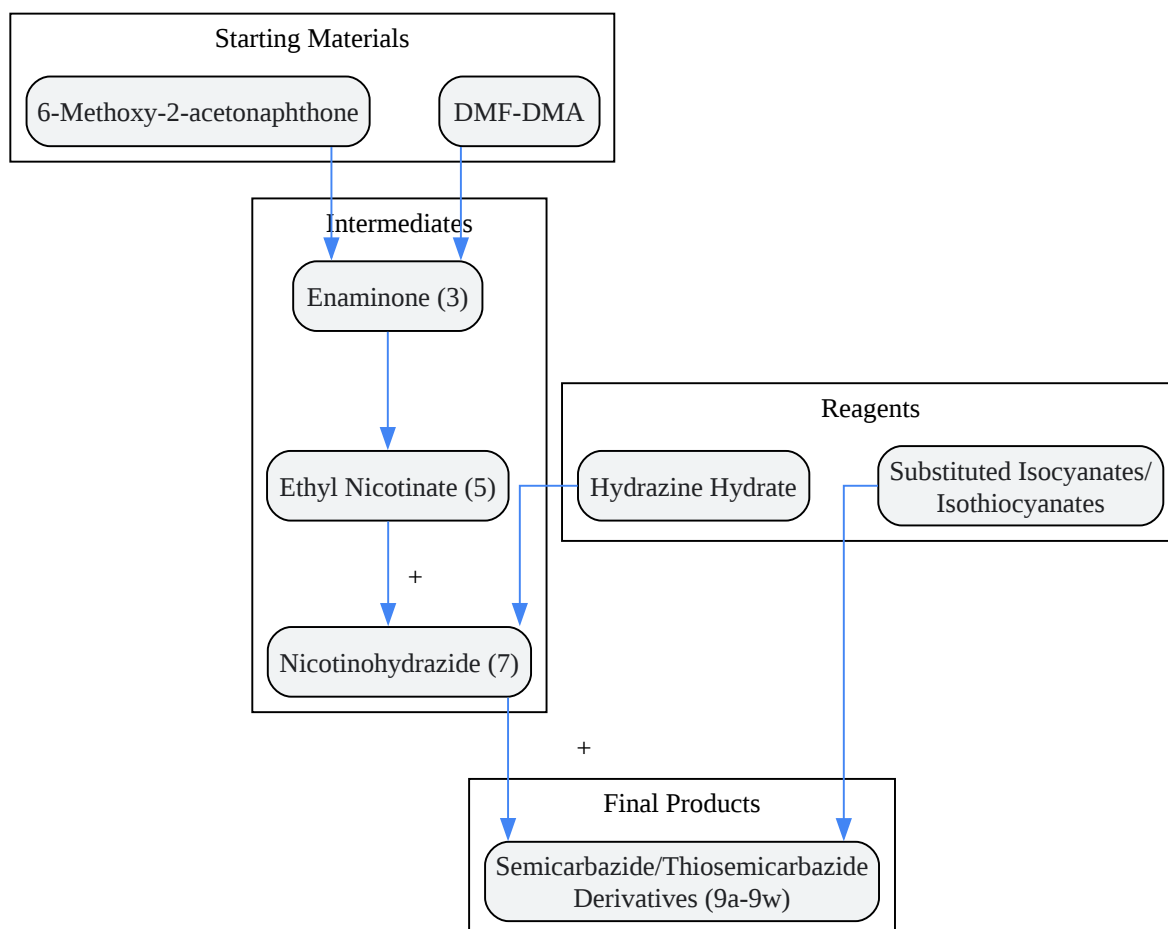 Starting Materials
6-Methoxy-2-acetonaphthone
DMF-DMA
Intermediates
Enaminone (3)
Reagents
Ethyl Nicotinate (5)
Hydrazine Hydrate
Substituted Isocyanates/
Isothiocyanates
+
Nicotinohydrazide (7)
+
Final Products
Semicarbazide/Thiosemicarbazide
Derivatives (9a-9w)